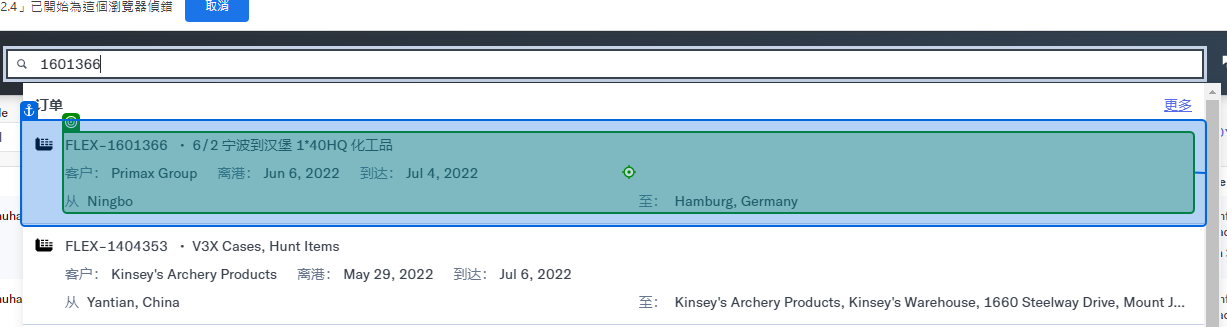 2.4」已開始為這個瀏覽器偵錯 取消
1601366
订单 更多
FLEX-1601366 · 6/2 宁波到汉堡 1*40HQ 化工品
客户： Primax Group 离港： Jun 6, 2022 到达： Jul 4, 2022
从 Ningbo 至： Hamburg, Germany
FLEX-1404353 · V3X Cases, Hunt Items
客户： Kinsey's Archery Products 离港： May 29, 2022 到达： Jul 6, 2022
从 Yantian, China 至： Kinsey's Archery Products, Kinsey's Warehouse, 1660 Steelway Drive, Mount J...